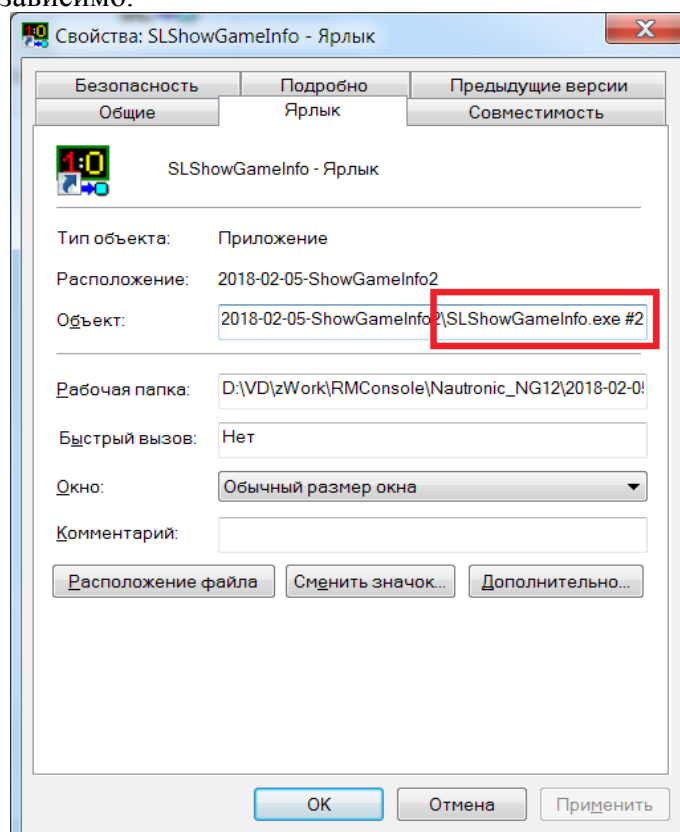 зависимо.
Свойства: SLShowGameInfo - Ярлык
Безопасность Подробно Предыдущие версии
Общие Ярлык Совместимость
1:0
SLShowGameInfo - Ярлык
Тип объекта: Приложение
Расположение: 2018-02-05-ShowGameInfo2
Объект: 2018-02-05-ShowGameInfo2\SLShowGameInfo.exe #2
Рабочая папка: D:\VD\zWork\RMConsole\Nautronic_NG12\2018-02-0
Быстрый вызов: Нет
Окно: Обычный размер окна
Комментарий:
Расположение файла Сменить значок... Дополнительно...
OK Отмена Применить